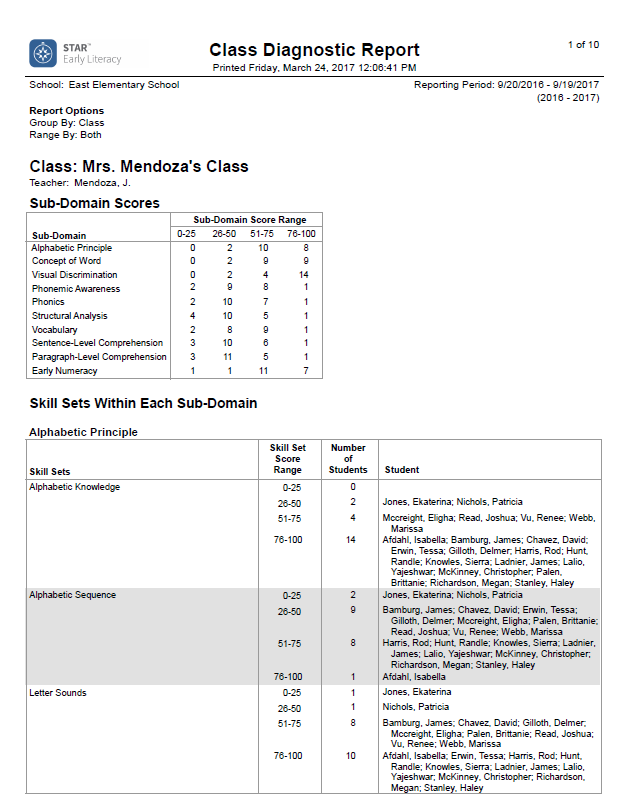 STAR™
Early Literacy
Class Diagnostic Report
1 of 10
Printed Friday, March 24, 2017 12:06:41 PM
School: East Elementary School
Reporting Period: 9/20/2016 - 9/19/2017
(2016 - 2017)
Report Options
Group By: Class
Range By: Both
Class: Mrs. Mendoza's Class
Teacher: Mendoza, J.
Sub-Domain Scores
Sub-Domain Score Range
Sub-Domain 0-25 26-50 51-75 76-100
Alphabetic Principle 0 2 10 8
Concept of Word 0 2 9 9
Visual Discrimination 0 2 4 14
Phonemic Awareness 2 9 8 1
Phonics 2 10 7 1
Structural Analysis 4 10 5 1
Vocabulary 2 8 9 1
Sentence-Level Comprehension 3 10 6 1
Paragraph-Level Comprehension 3 11 5 1
Early Numeracy 1 1 11 7
Skill Sets Within Each Sub-Domain
Alphabetic Principle
Skill Set Number
Score of
Skill Sets Range Students Student
Alphabetic Knowledge 0-25 0
26-50 2 Jones, Ekaterina; Nichols, Patricia
51-75 4 Mccreight, Eligha; Read, Joshua; Vu, Renee; Webb,
Marissa
76-100 14 Afdahl, Isabella; Bamburg, James; Chavez, David;
Erwin, Tessa; Gilloth, Delmer; Harris, Rod; Hunt,
Randle; Knowles, Sierra; Ladnier, James; Lalio,
Yajeshwar; McKinney, Christopher; Palen,
Brittanie; Richardson, Megan; Stanley, Haley
Alphabetic Sequence 0-25 2 Jones, Ekaterina; Nichols, Patricia
26-50 9 Bamburg, James; Chavez, David; Erwin, Tessa;
Gilloth, Delmer; Mccreight, Eligha; Palen, Brittanie;
Read, Joshua; Vu, Renee; Webb, Marissa
51-75 8 Harris, Rod; Hunt, Randle; Knowles, Sierra; Ladnier,
James; Lalio, Yajeshwar; McKinney, Christopher;
Richardson, Megan; Stanley, Haley
76-100 1 Afdahl, Isabella
Letter Sounds 0-25 1 Jones, Ekaterina
26-50 1 Nichols, Patricia
51-75 8 Bamburg, James; Chavez, David; Gilloth, Delmer;
Mccreight, Eligha; Palen, Brittanie; Read, Joshua;
Vu, Renee; Webb, Marissa
76-100 10 Afdahl, Isabella; Erwin, Tessa; Harris, Rod; Hunt,
Randle; Knowles, Sierra; Ladnier, James; Lalio,
Yajeshwar; McKinney, Christopher; Richardson,
Megan; Stanley, Haley